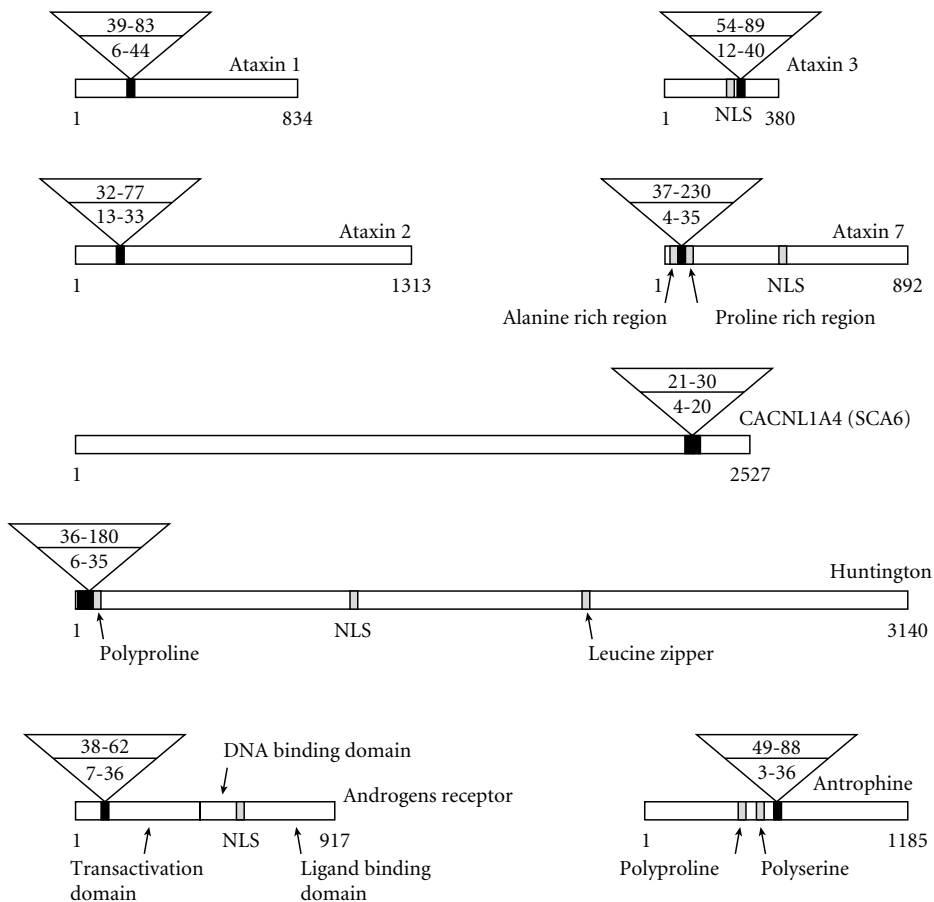 39-83
6-44
Ataxin 1
1
834
54-89
12-40
Ataxin 3
1
NLS
380
32-77
13-33
Ataxin 2
1
1313
37-230
4-35
Ataxin 7
1
NLS
892
Alanine rich region
Proline rich region
21-30
4-20
CACNL1A4 (SCA6)
1
2527
36-180
6-35
Huntington
1
NLS
3140
Polyproline
Leucine zipper
38-62
7-36
DNA binding domain
Androgens receptor
1
NLS
917
Transactivation
domain
Ligand binding
domain
49-88
3-36
Antrophine
1
1185
Polyproline
Polyserine